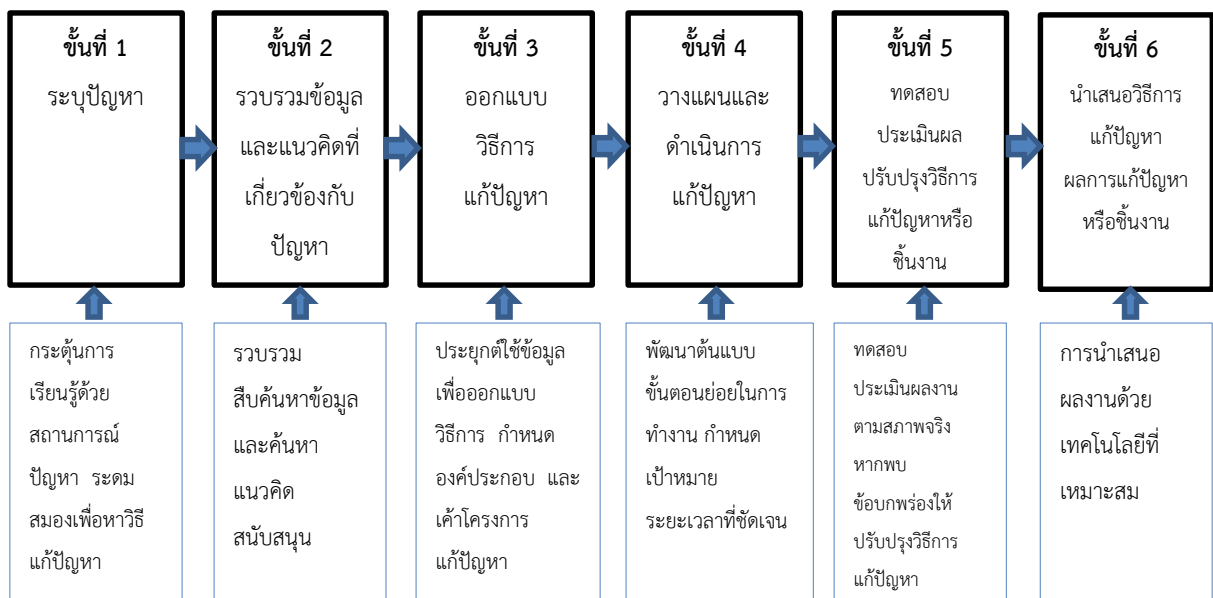 ขั้นที่ 1
ระบุปัญหา
ขั้นที่ 2
รวบรวมข้อมูล
และแนวคิดที่
เกี่ยวข้องกับ
ปัญหา
ขั้นที่ 3
ออกแบบ
วิธีการ
แก้ปัญหา
ขั้นที่ 4
วางแผนและ
ดำเนินการ
แก้ปัญหา
ขั้นที่ 5
ทดสอบ
ประเมินผล
ปรับปรุงวิธีการ
แก้ปัญหาหรือ
ชิ้นงาน
ขั้นที่ 6
นำเสนอวิธีการ
แก้ปัญหา
ผลการแก้ปัญหา
หรือชิ้นงาน
กระตุ้นการ
เรียนรู้ด้วย
สถานการณ์
ปัญหา ระดม
สมองเพื่อหาวิธี
แก้ปัญหา
รวบรวม
สืบค้นหาข้อมูล
และค้นหา
แนวคิด
สนับสนุน
ประยุกต์ใช้ข้อมูล
เพื่อออกแบบ
วิธีการ กำหนด
องค์ประกอบ และ
เค้าโครงการ
แก้ปัญหา
พัฒนาต้นแบบ
ขั้นตอนย่อยในการ
ทำงาน กำหนด
เป้าหมาย
ระยะเวลาที่ชัดเจน
ทดสอบ
ประเมินผลงาน
ตามสภาพจริง
หากพบ
ข้อบกพร่องให้
ปรับปรุงวิธีการ
แก้ปัญหา
การนำเสนอ
ผลงานด้วย
เทคโนโลยีที่
เหมาะสม